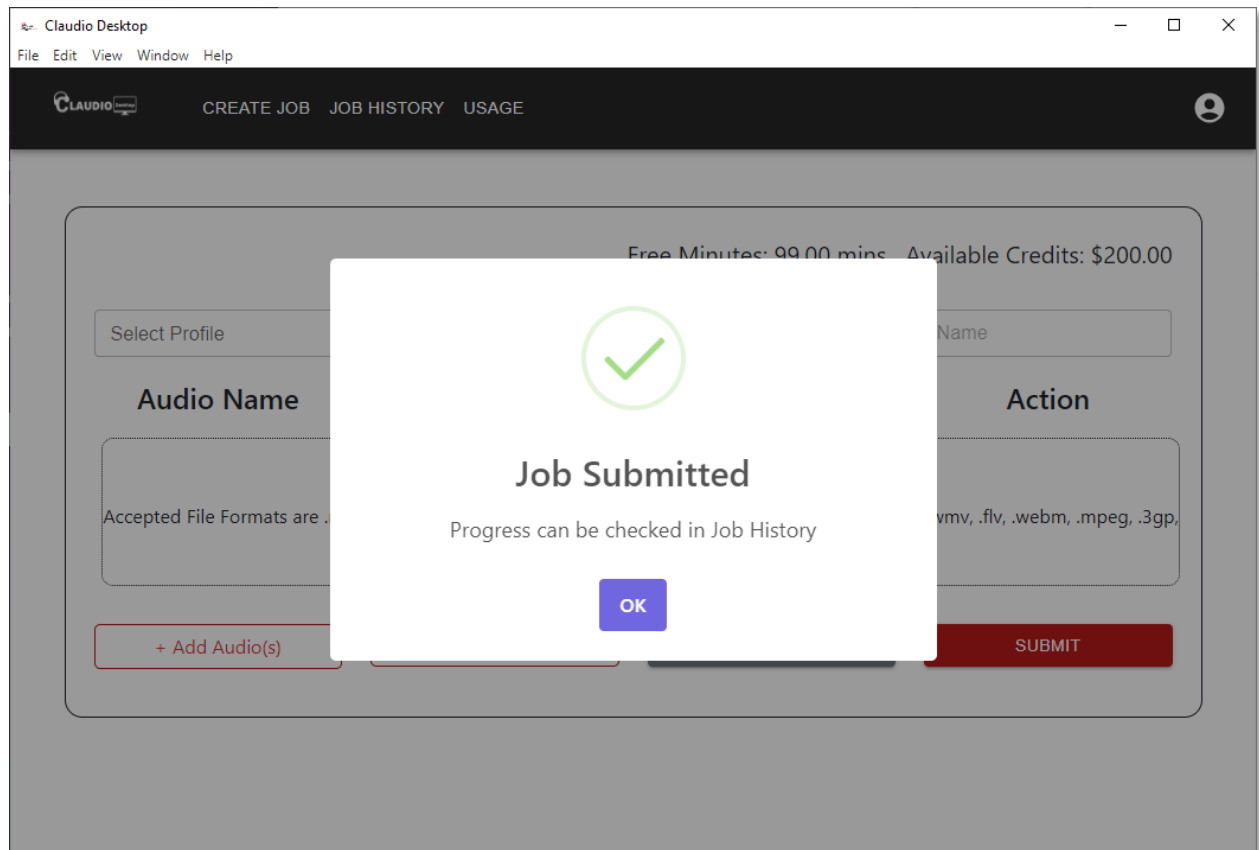 Claudio Desktop
File Edit View Window Help
CLAUDIO CREATE JOB JOB HISTORY USAGE
Free Minutes: 99.00 mins Available Credits: $200.00
Select Profile
Name
Audio Name
Action
Job Submitted
Accepted File Formats are
wmv, .flv, .webm, .mpeg, .3gp,
Progress can be checked in Job History
OK
+ Add Audio(s)
SUBMIT